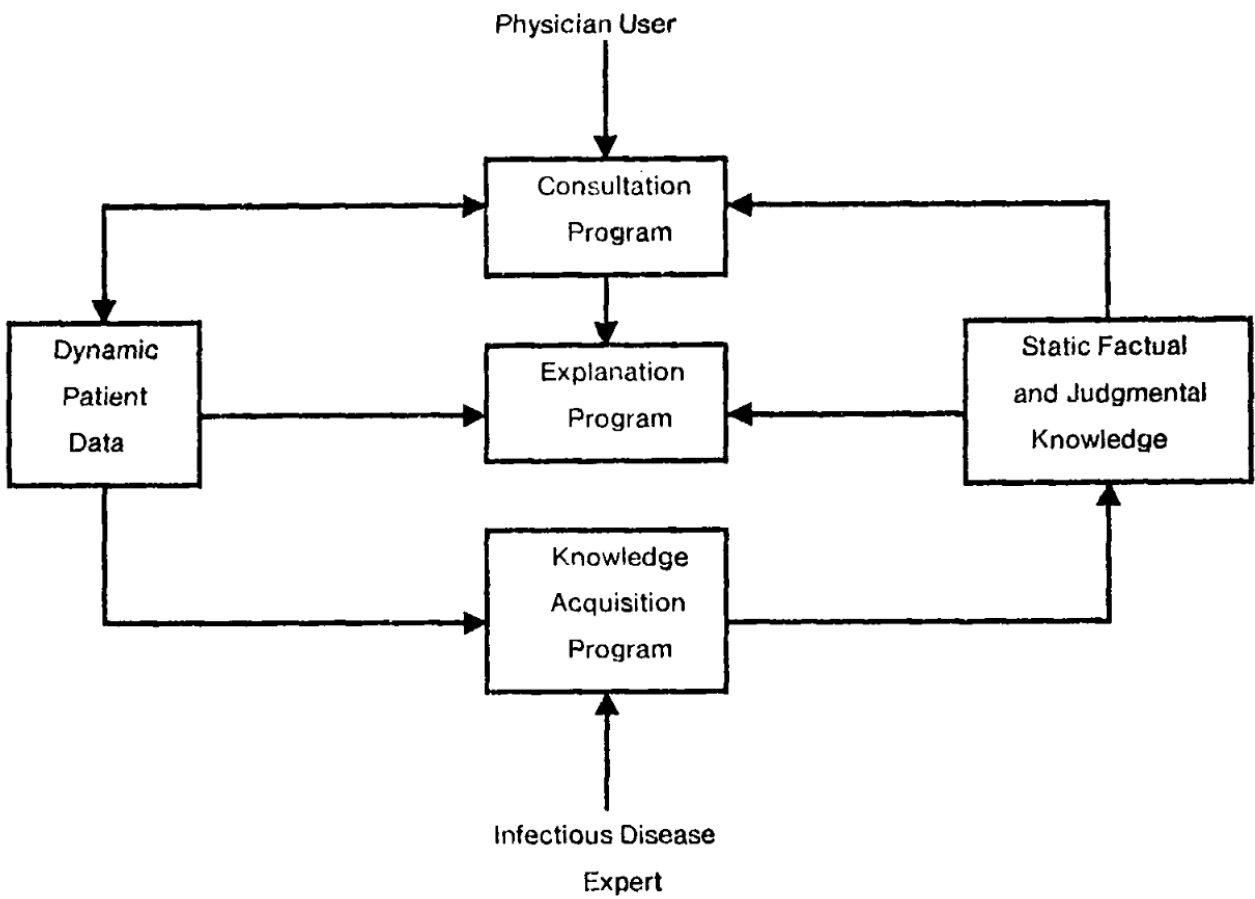 Physician User
Consultation
Program
Dynamic
Patient
Data
Explanation
Program
Static Factual
and Judgmental
Knowledge
Knowledge
Acquisition
Program
Infectious Disease
Expert